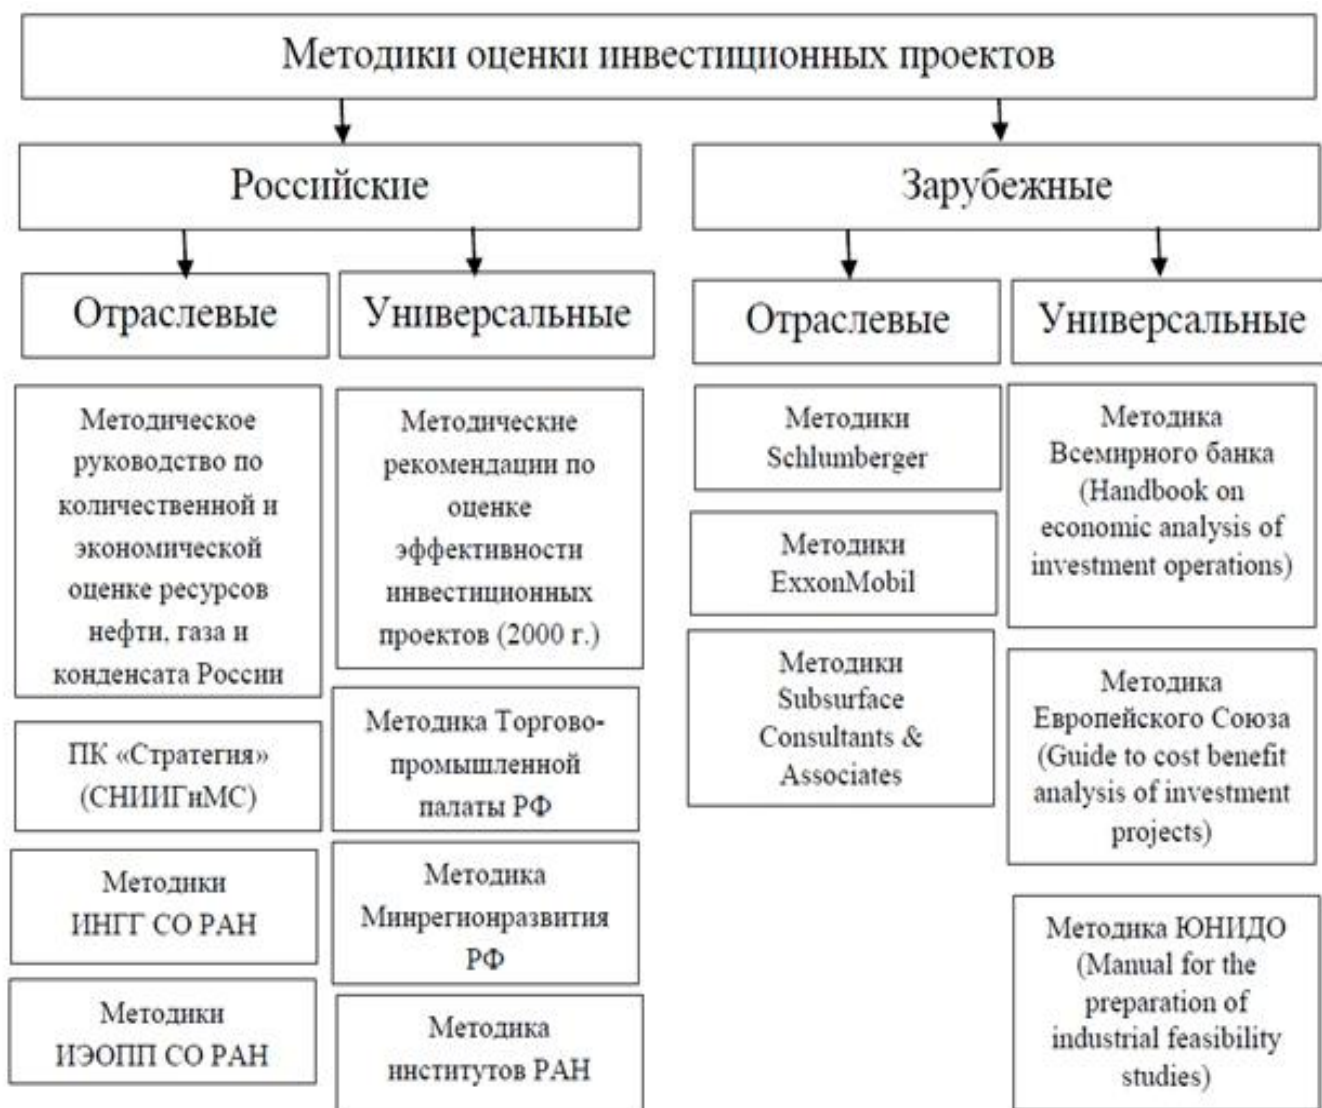 Методики оценки инвестиционных проектов
Российские
Зарубежные
Отраслевые
Универсальные
Отраслевые
Универсальные
Методическое
руководство по
количественной и
экономической
оценке ресурсов
нефти, газа и
конденсата России
ПК «Стратегия»
(СНИИГиМС)
Методики
ИНГГ СО РАН
Методики
ИЭОПП СО РАН
Методические
рекомендации по
оценке
эффективности
инвестиционных
проектов (2000 г.)
Методика Торгово-
промышленной
палаты РФ
Методика
Минрегионразвития
РФ
Методика
институтов РАН
Методики
Schlumberger
Методики
ExxonMobil
Методики
Subsurface
Consultants &
Associates
Методика
Всемирного банка
(Handbook on
economic analysis of
investment operations)
Методика
Европейского Союза
(Guide to cost benefit
analysis of investment
projects)
Методика ЮНИДО
(Manual for the
preparation of
industrial feasibility
studies)